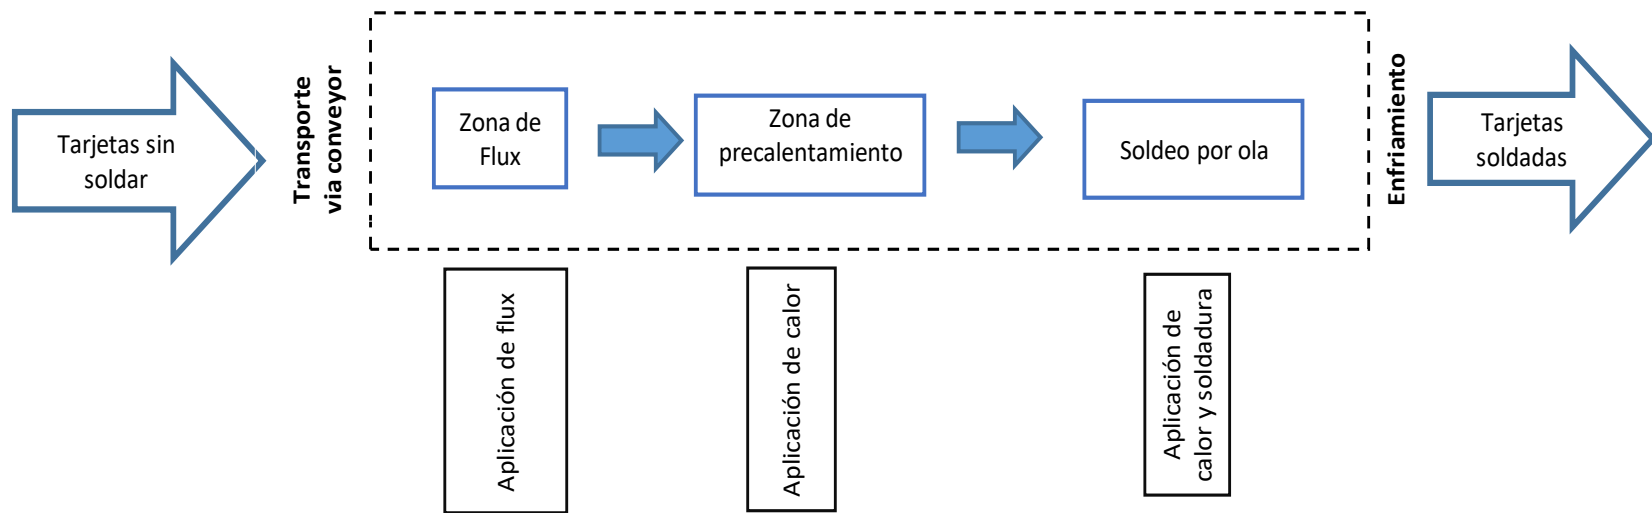 Tarjetas sin
soldar
Transporte
via conveyor
Zona de
Flux
Zona de
precalentamiento
Soldeo por ola
Enfriamiento
Tarjetas
soldadas
Aplicación de flux
Aplicación de calor
Aplicación de
calor y soldadura